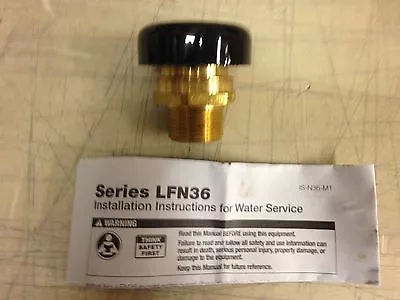 IS-N36-M1
Series LFN36
Installation Instructions for Water Service
WARNING
THINK
SAFETY
FIRST
Read this Manual BEFORE using this equipment.
Failure to read and follow all safety and use information can
result in death, serious personal injury, property damage, or
damage to the equipment.
Keep this Manual for future reference.